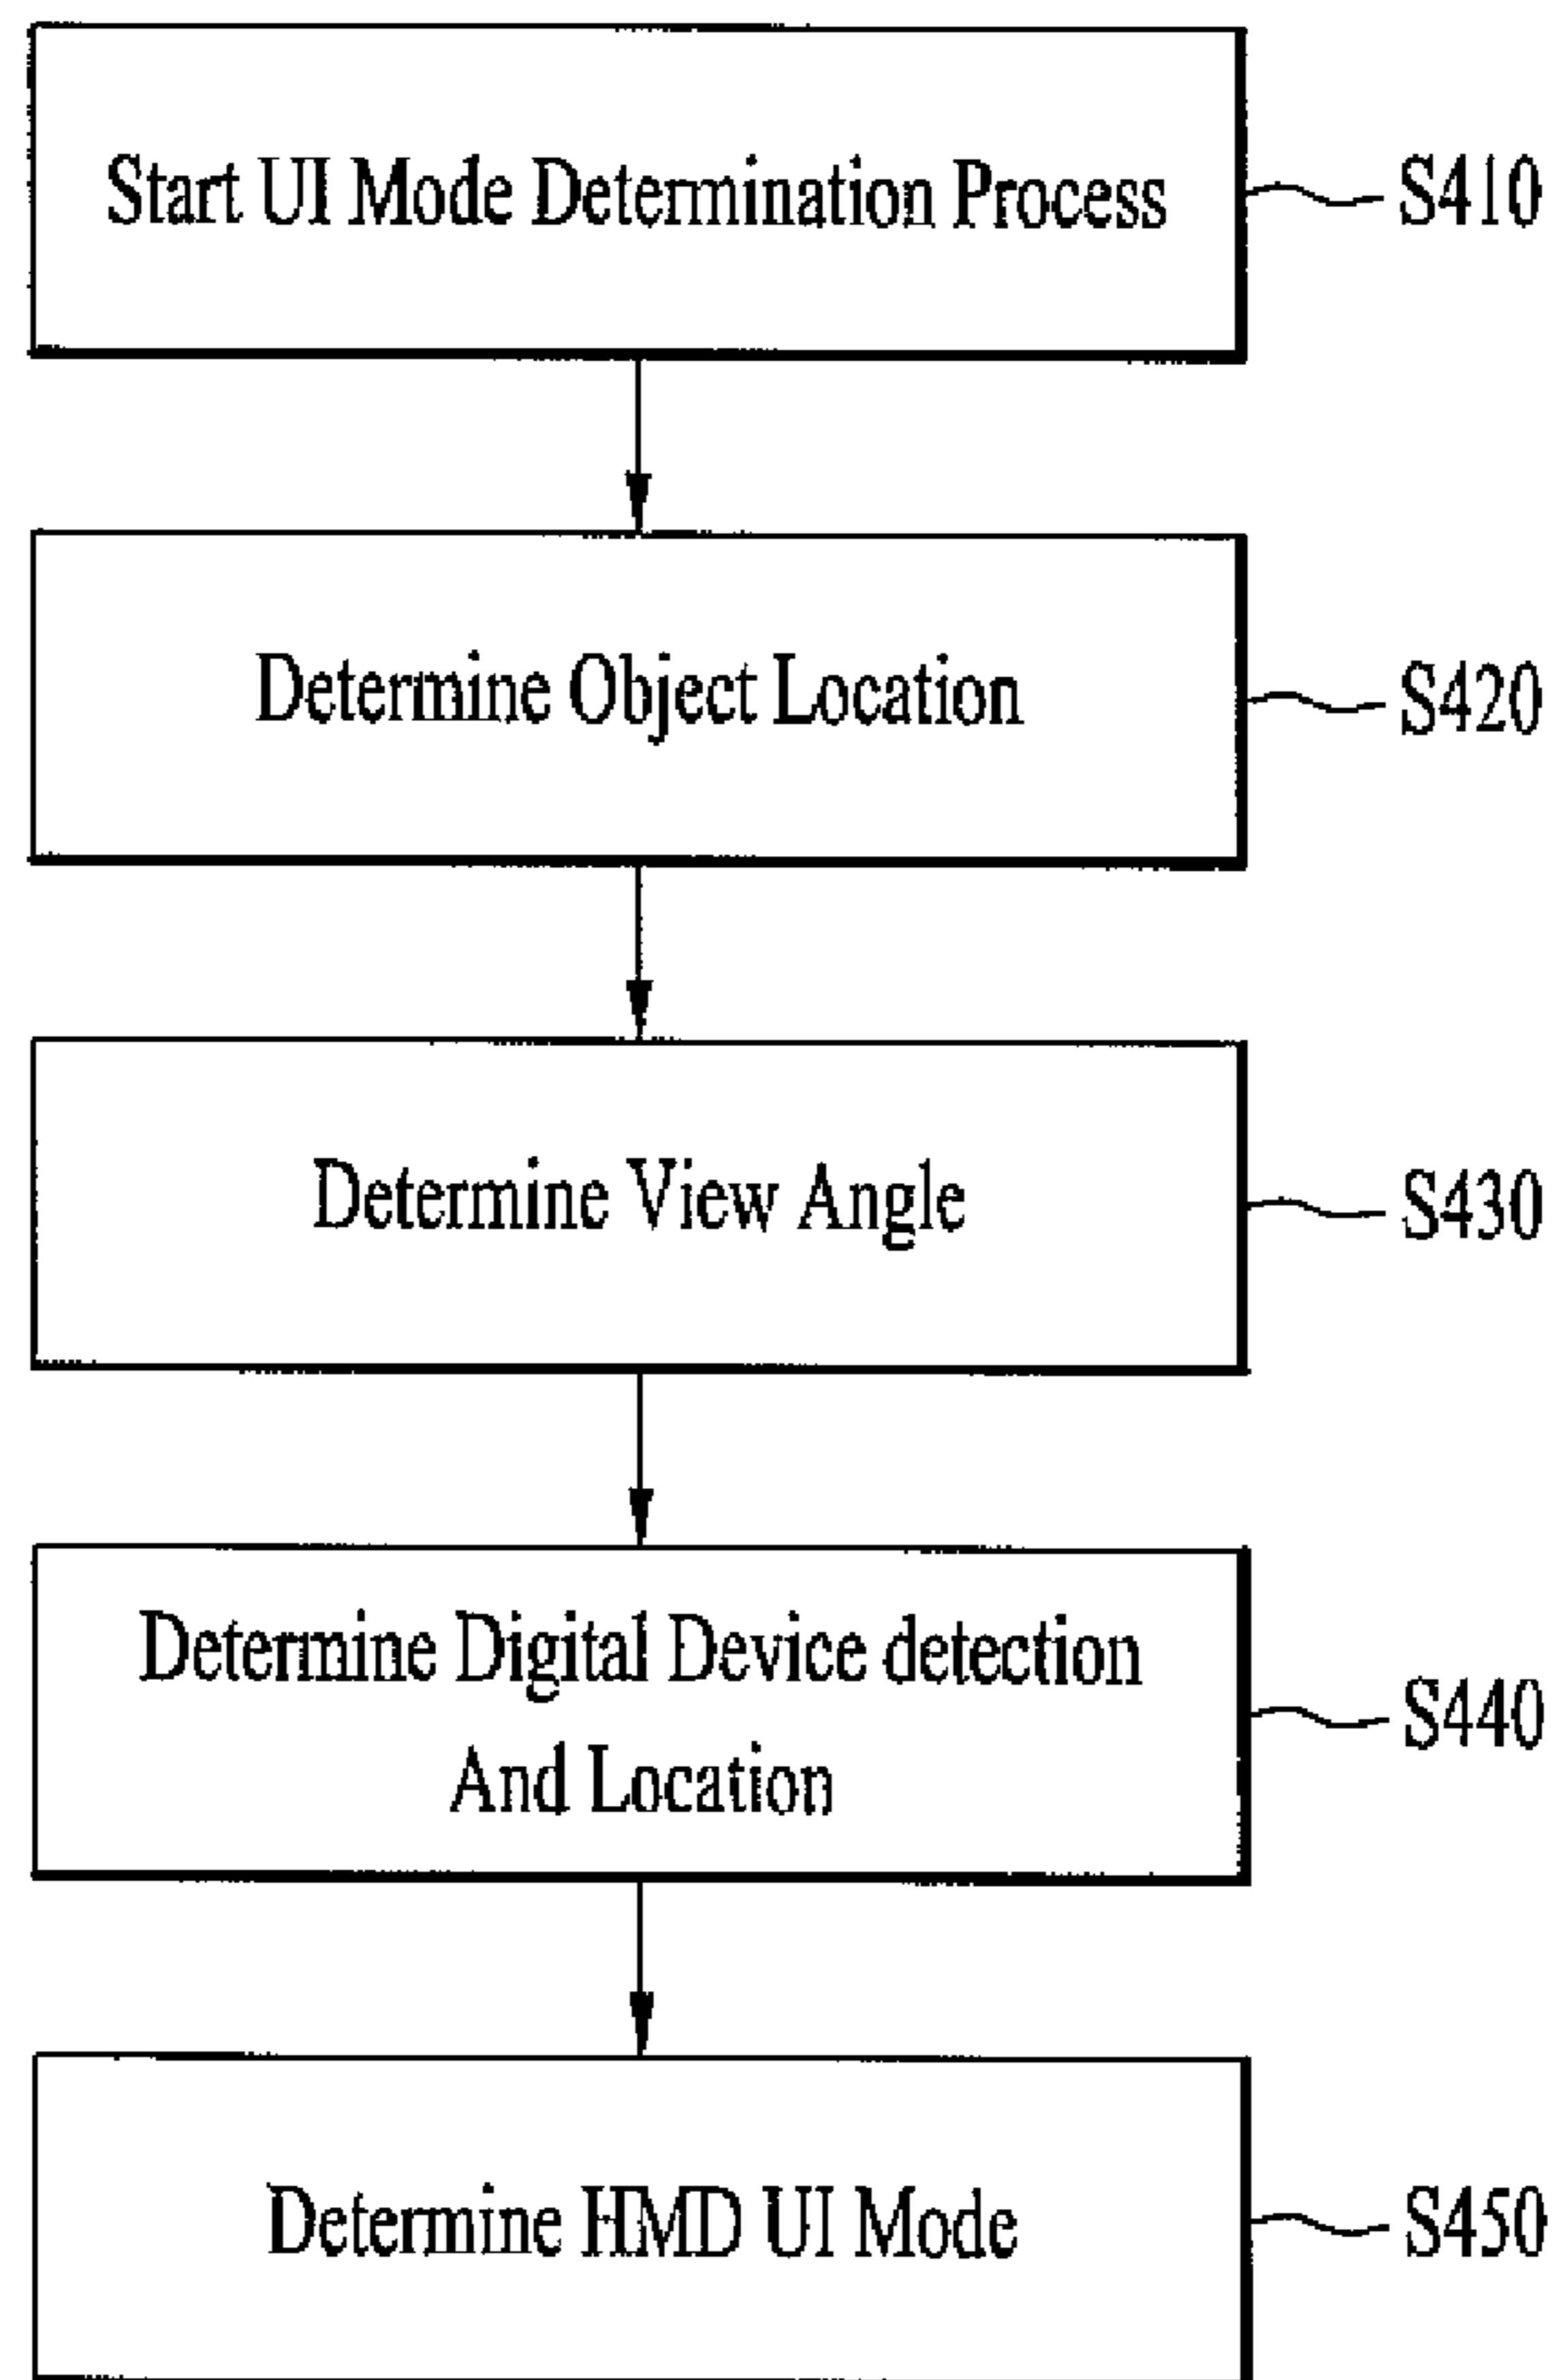 Start UI Mode Determination Process
S410
Determine Object Location
S420
Determine View Angle
S430
Determine Digital Device detection
And Location
S440
Determine HMD UI Mode
S450